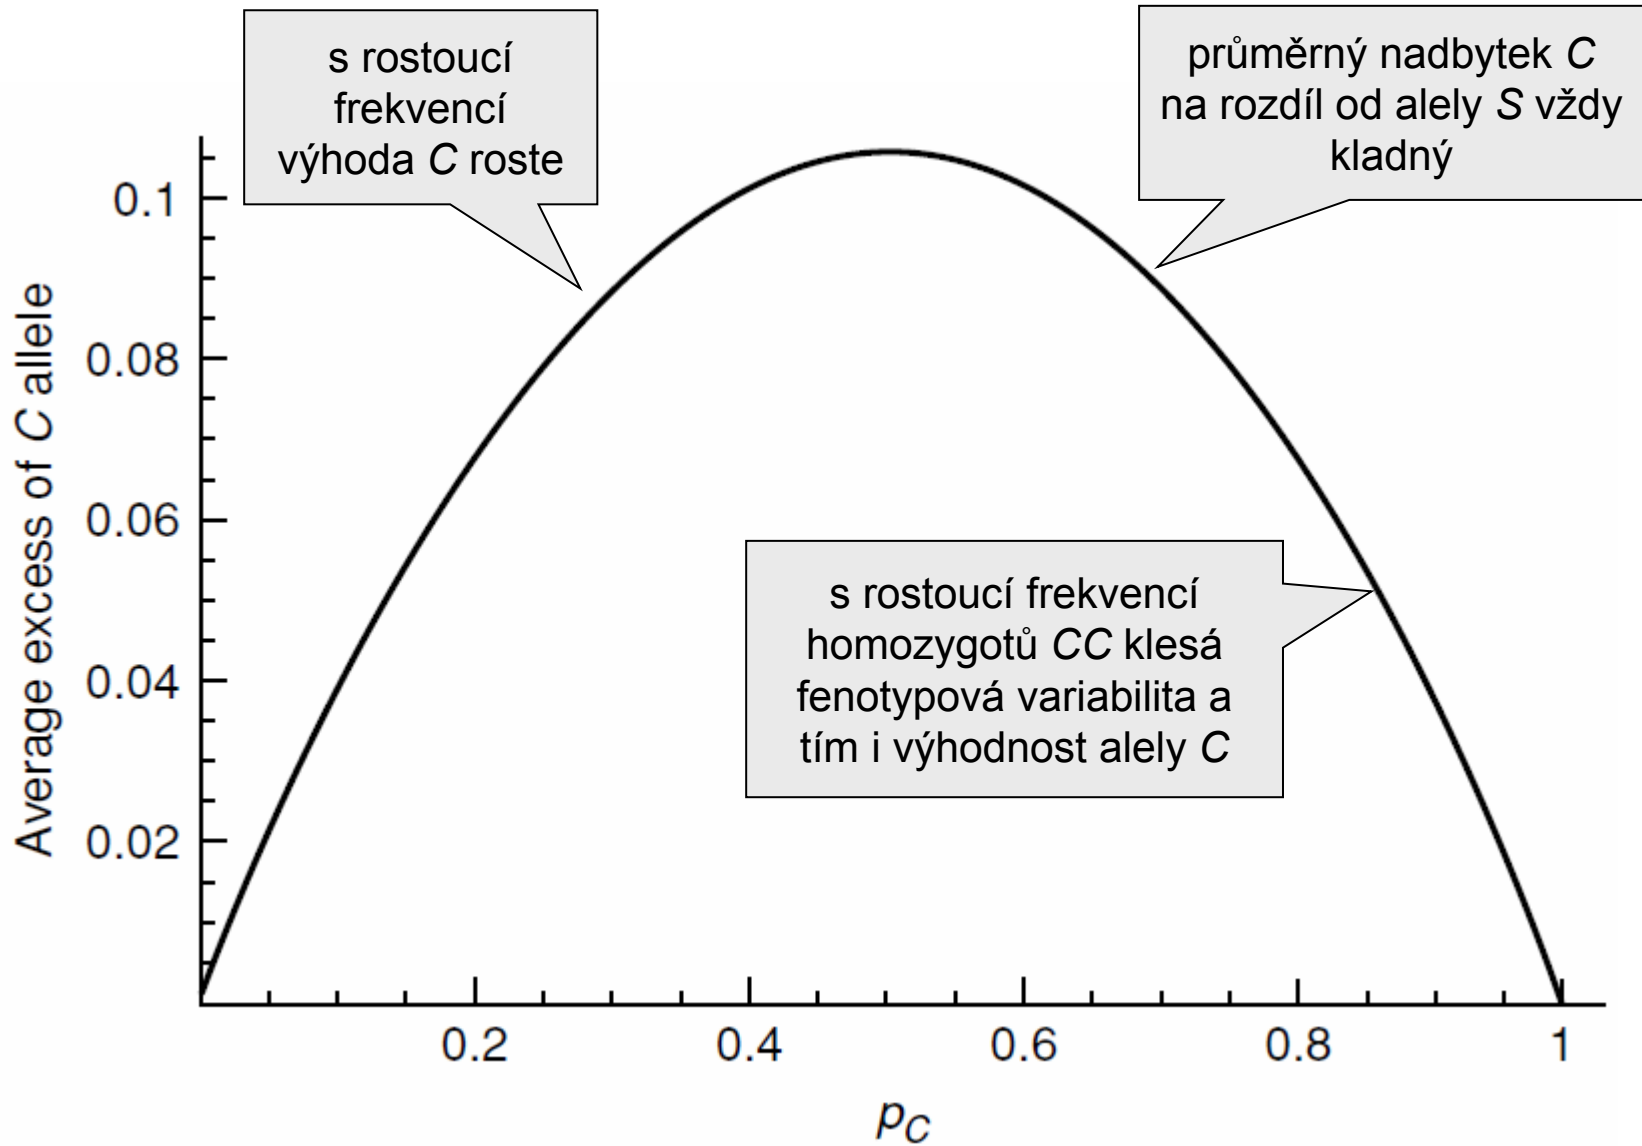 s rostoucí
frekvencí
výhoda C roste
průměrný nadbytek C
na rozdíl od alely S vždy
kladný
s rostoucí frekvencí
homozygotů CC klesá
fenotypová variabilita a
tím i výhodnost alely C
Average excess of C allele
0.1
0.08
0.06
0.04
0.02
0.2 0.4 0.6 0.8 1
pC